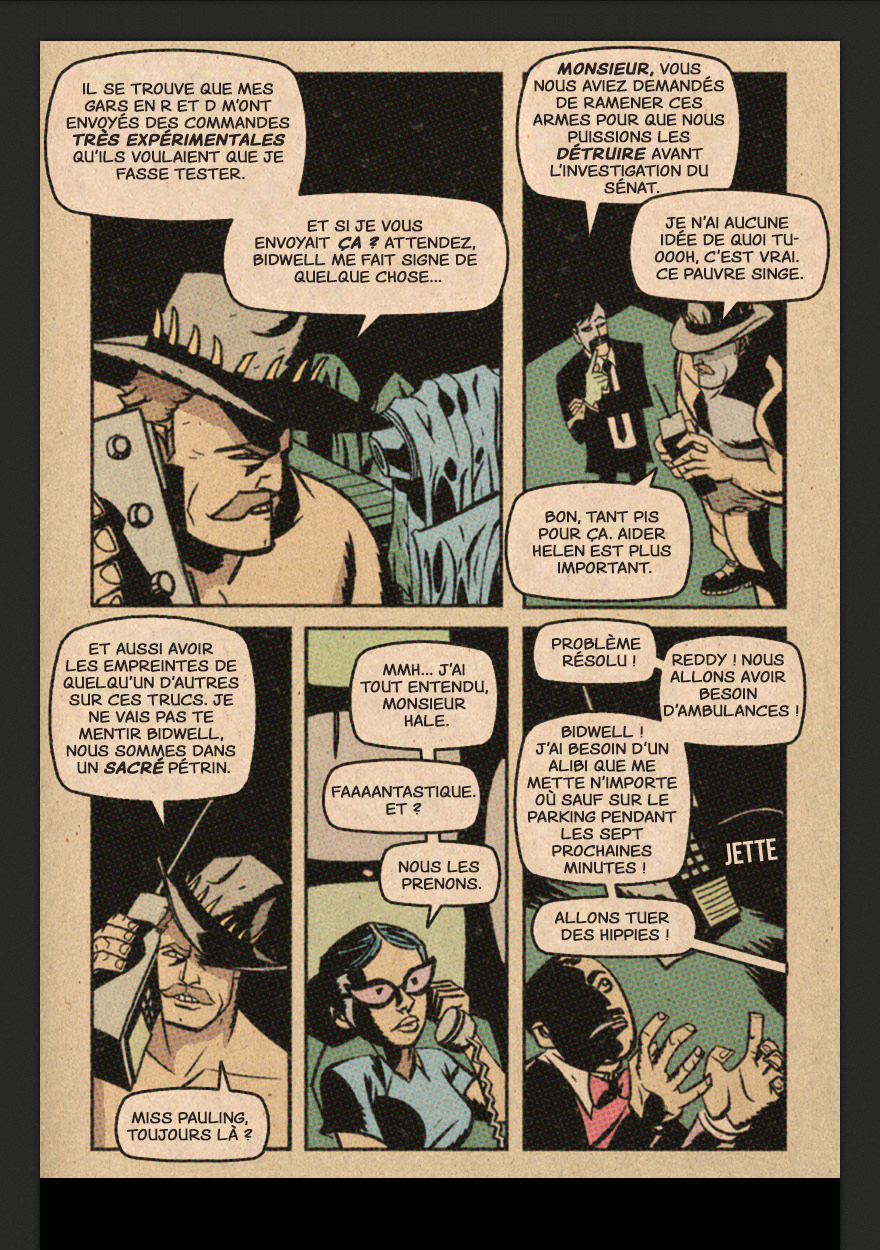 IL SE TROUVE QUE MES
GARS EN R ET D M'ONT
ENVOYÉS DES COMMANDES
TRÈS EXPÉRIMENTALES
QU'ILS VOULAIENT QUE JE
FASSE TESTER.
ET SI JE VOUS
ENVOYAIT ÇA ? ATTENDEZ,
BIDWELL ME FAIT SIGNE DE
QUELQUE CHOSE...
MONSIEUR, VOUS
NOUS AVIEZ DEMANDÉS
DE RAMENER CES
ARMES POUR QUE NOUS
PUISSIONS LES
DÉTRUIRE AVANT
L'INVESTIGATION DU
SÉNAT.
JE N'AI AUCUNE
IDÉE DE QUOI TU-
OOOH, C'EST VRAI.
CE PAUVRE SINGE.
BON, TANT PIS
POUR ÇA. AIDER
HELEN EST PLUS
IMPORTANT.
ET AUSSI AVOIR
LES EMPREINTES DE
QUELQU'UN D'AUTRES
SUR CES TRUCS. JE
NE VAIS PAS TE
MENTIR BIDWELL,
NOUS SOMMES DANS
UN SACRÉ PÉTRIN.
MISS PAULING,
TOUJOURS LÀ ?
MMH... J'AI
TOUT ENTENDU,
MONSIEUR
HALE.
FAAAANTASTIQUE.
ET ?
NOUS LES
PRENONS.
PROBLÈME
RÉSOLU !
REDDY ! NOUS
ALLONS AVOIR
BESOIN
D'AMBULANCES !
BIDWELL !
J'AI BESOIN D'UN
ALIBI QUE ME
METTE N'IMPORTE
OÙ SAUF SUR LE
PARKING PENDANT
LES SEPT
PROCHAINES
MINUTES !
JETTE
ALLONS TUER
DES HIPPIES !